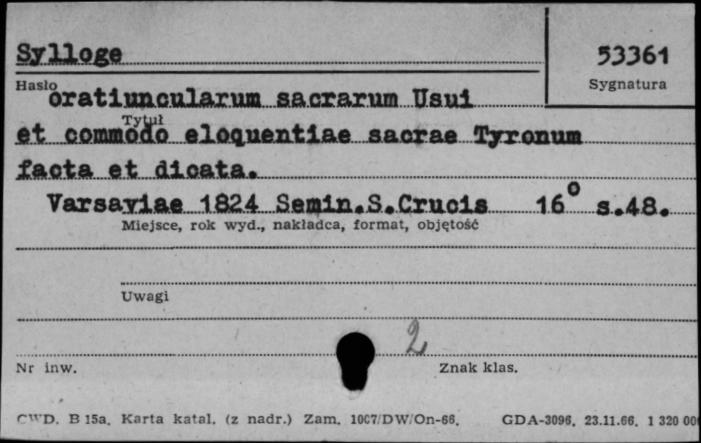 Sylloge
53361
Hasło
Sygnatura
oratiuncularum sacrarum Usui
Tytuł
et commodo eloquentiae sacrae Tyronum
facta et dicata.
Varsaviae 1824 Semin.S.Crucis 16° s.48.
Miejsce, rok wyd., nakładca, format, objętość
Uwagi
2
Nr inw.
Znak klas.
CWD. B 15a. Karta katal. (z nadr.) Zam. 1007/DW/On-66. GDA-3096. 23.11.66. 1 320 000